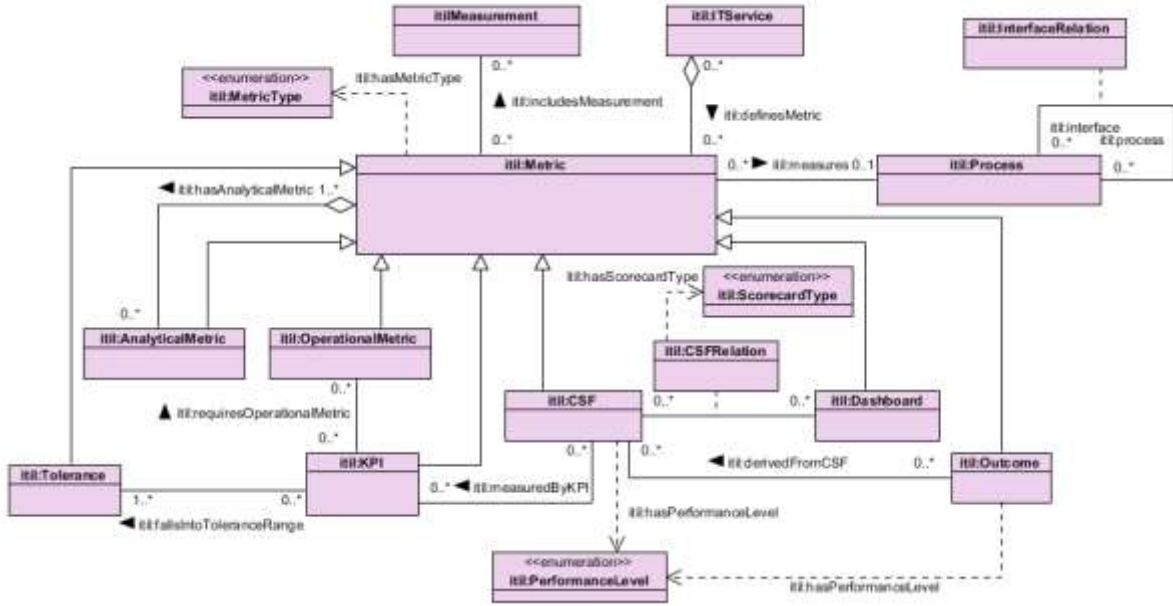 itilMeasurement
itil:ITService
itil:InterfaceRelation
0..*
0..*
<<enumeration>>
itil:MetricType
itil:hasMetricType
itil:includesMeasurement
itil:definesMetric
itil:interface
0..*
itil:process
0..*
0..*
0..*
itil:Metric
0..*
itil:measures 0..1
itil:Process
itil:hasAnalyticalMetric 1..*
itil:hasScorecardType
<<enumeration>>
itil:ScorecardType
0..*
itil:AnalyticalMetric
itil:OperationalMetric
itil:CSFRelation
0..*
itil:requiresOperationalMetric
0..*
itil:CSF
0..*
0..*
itil:Dashboard
0..*
0..*
itil:derivedFromCSF
0..*
itil:Tolerance
itil:KPI
itil:Outcome
1..*
0..*
0..*
itil:measuredByKPI
itil:fallsIntoToleranceRange
itil:hasPerformanceLevel
<<enumeration>>
itil:PerformanceLevel
itil:hasPerformanceLevel